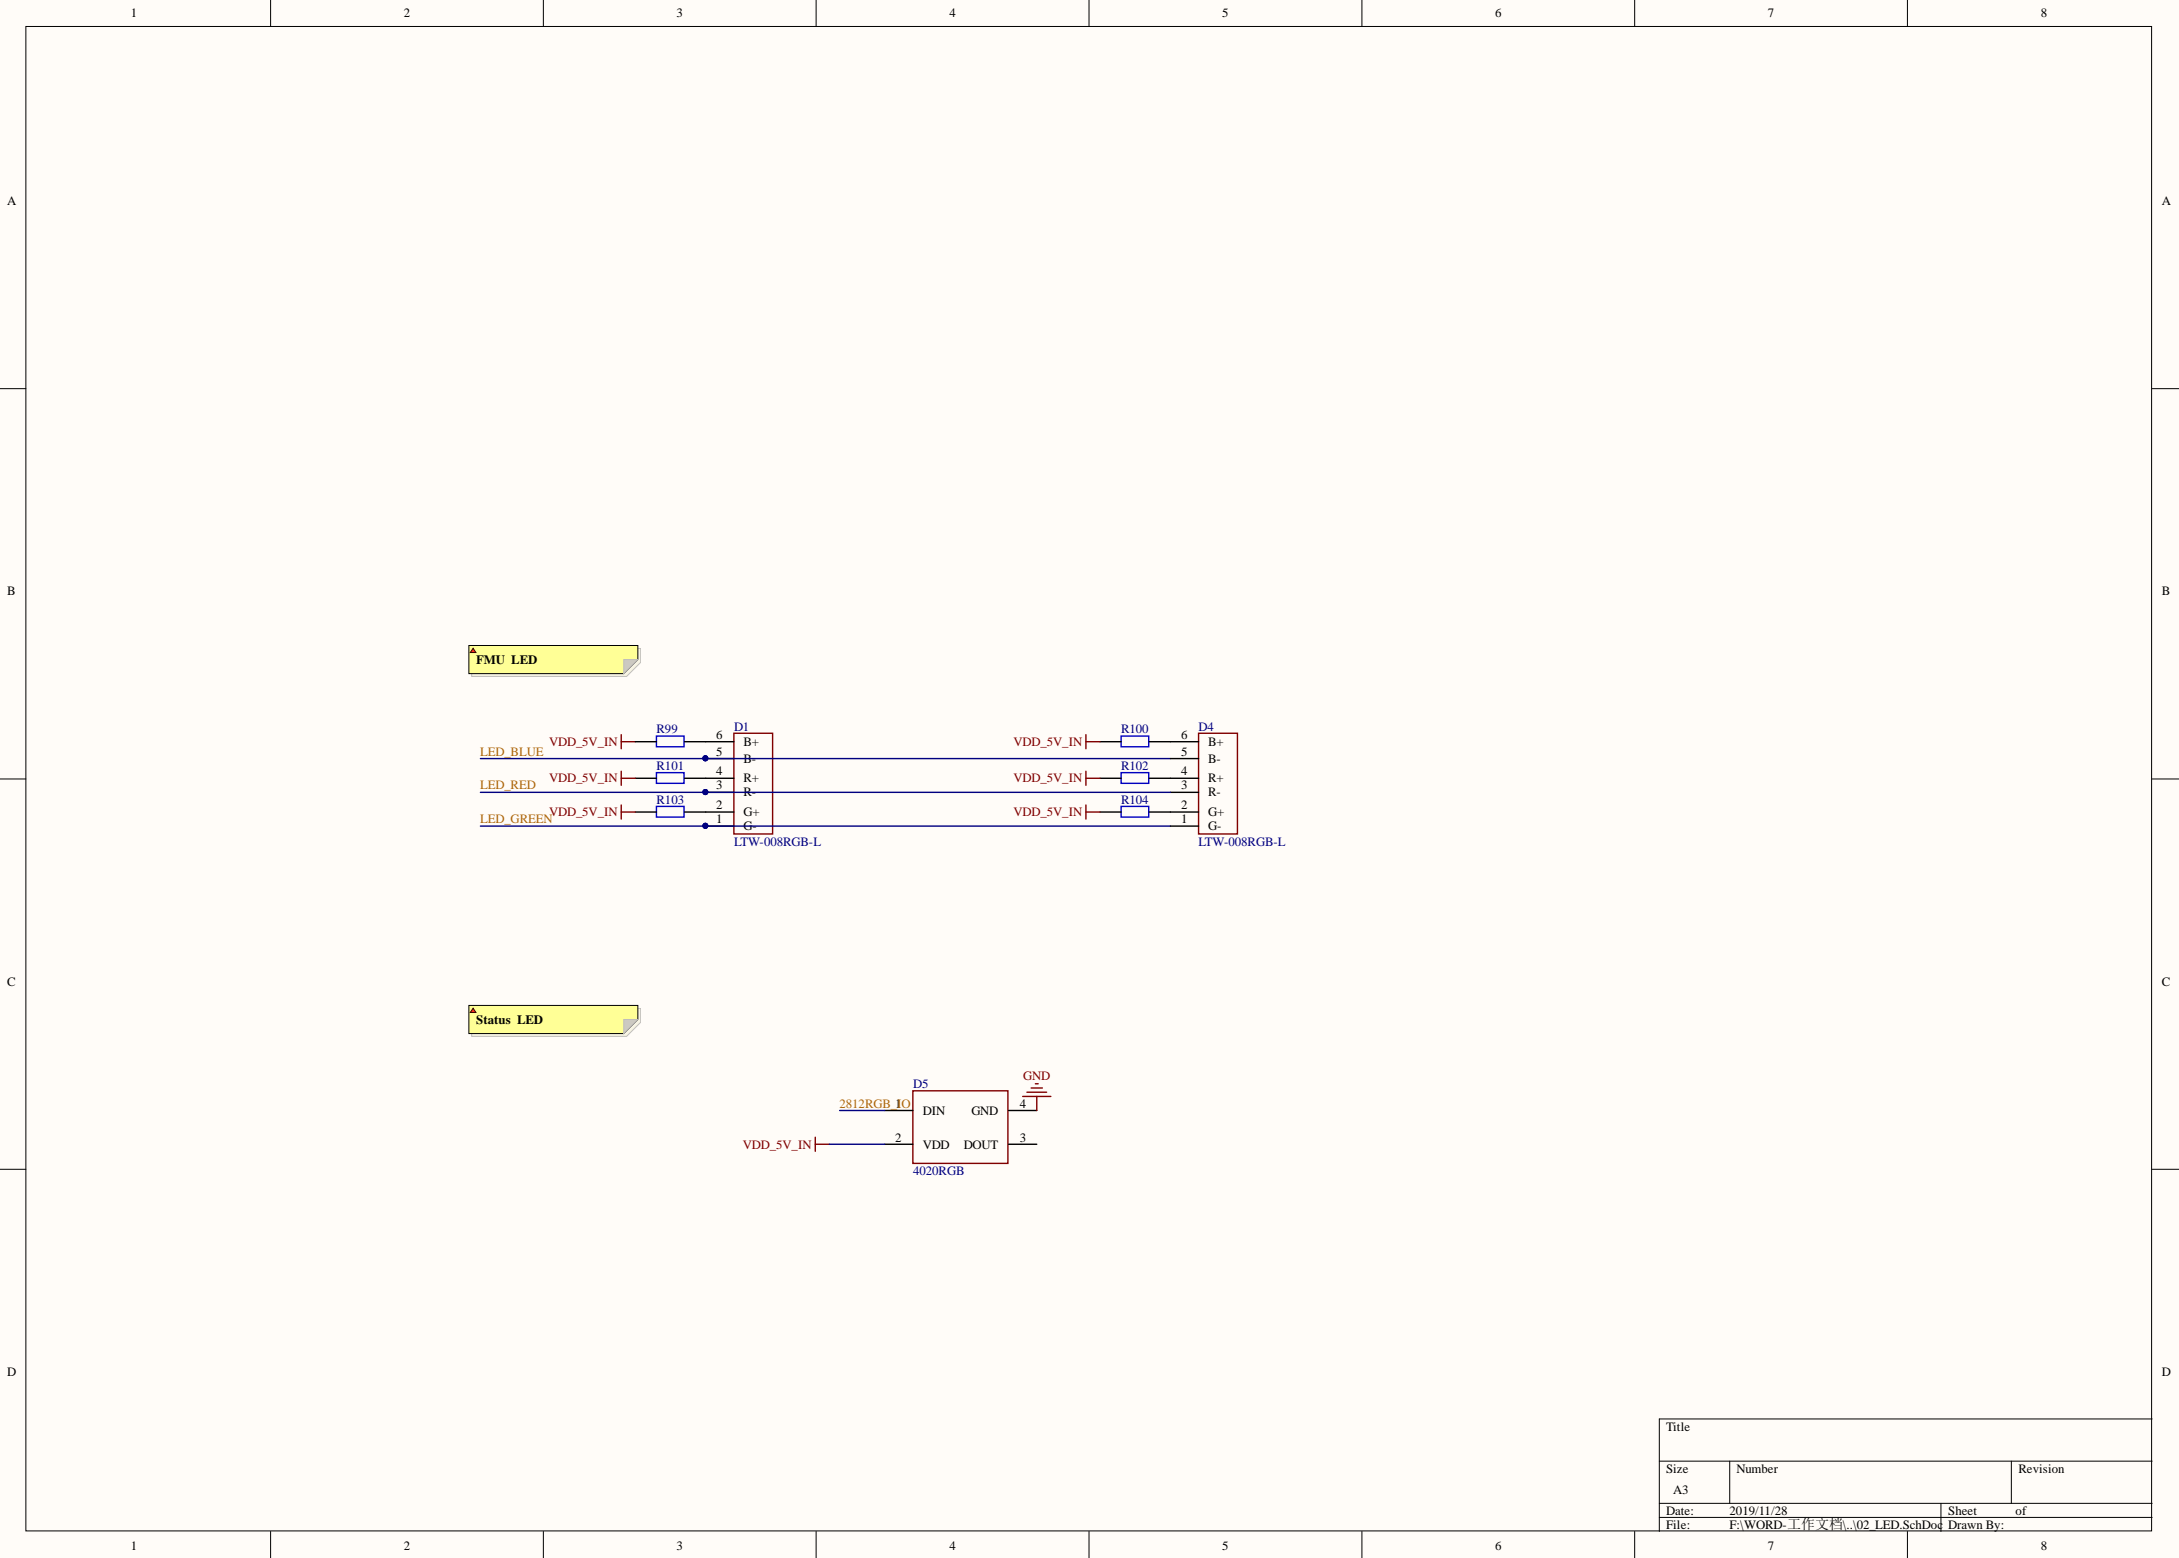 1 2 3 4 5 6 7 8
A A
B B
FMU LED
R99 D1 R100 D4
VDD_5V_IN 6 B+ VDD_5V_IN 6 B+
LED_BLUE 5 B- 5 B-
R101 R102
VDD_5V_IN 4 R+ VDD_5V_IN 4 R+
LED_RED 3 R- 3 R-
R103 R104
VDD_5V_IN 2 G+ VDD_5V_IN 2 G+
LED_GREEN 1 G- 1 G-
LTW-008RGB-L LTW-008RGB-L
C C
Status LED
GND
D5
2812RGB_IO 1 DIN GND 4
VDD_5V_IN 2 VDD DOUT 3
4020RGB
D D
Title
Size Number Revision
A3
Date: 2019/11/28 Sheet of
File: F:\WORD-工作文档\..\02_LED.SchDoc Drawn By:
1 2 3 4 5 6 7 8